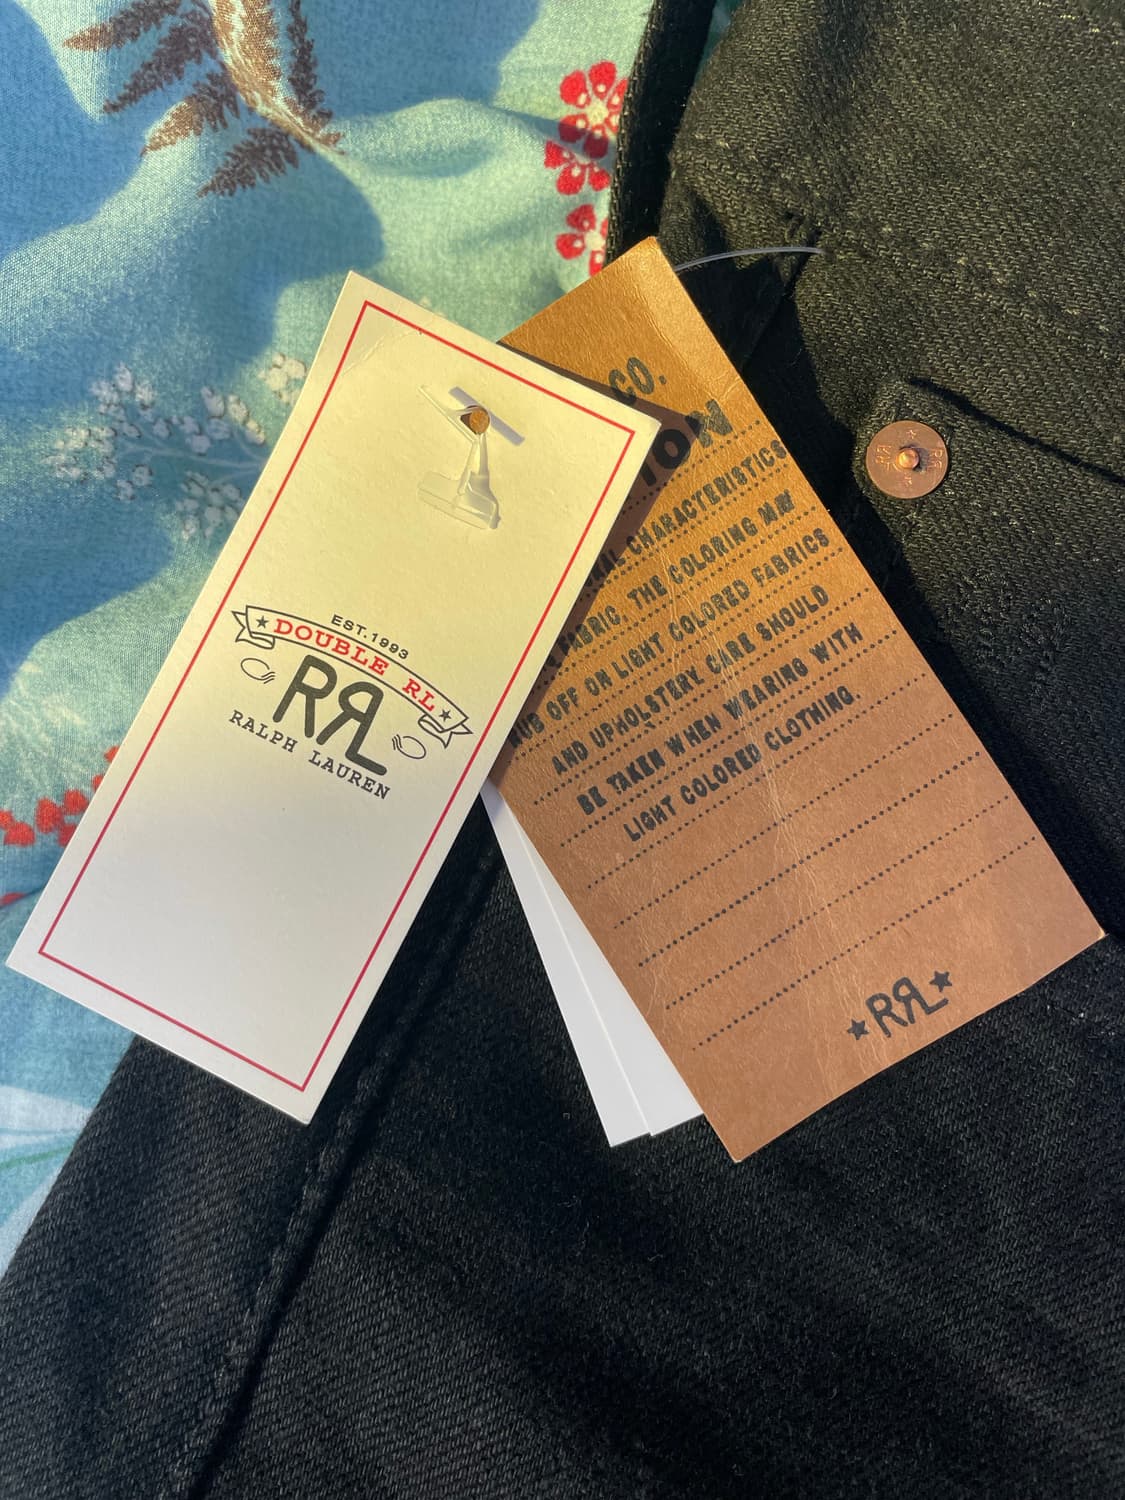 EST.1993
DOUBLE RL
RRL
RALPH LAUREN
CO.
CHARACTERISTICS
FABRIC, THE COLORING MAY
RUB OFF ON LIGHT COLORED FABRICS
AND UPHOLSTERY. CARE SHOULD
BE TAKEN WHEN WEARING WITH
LIGHT COLORED CLOTHING.
RRL